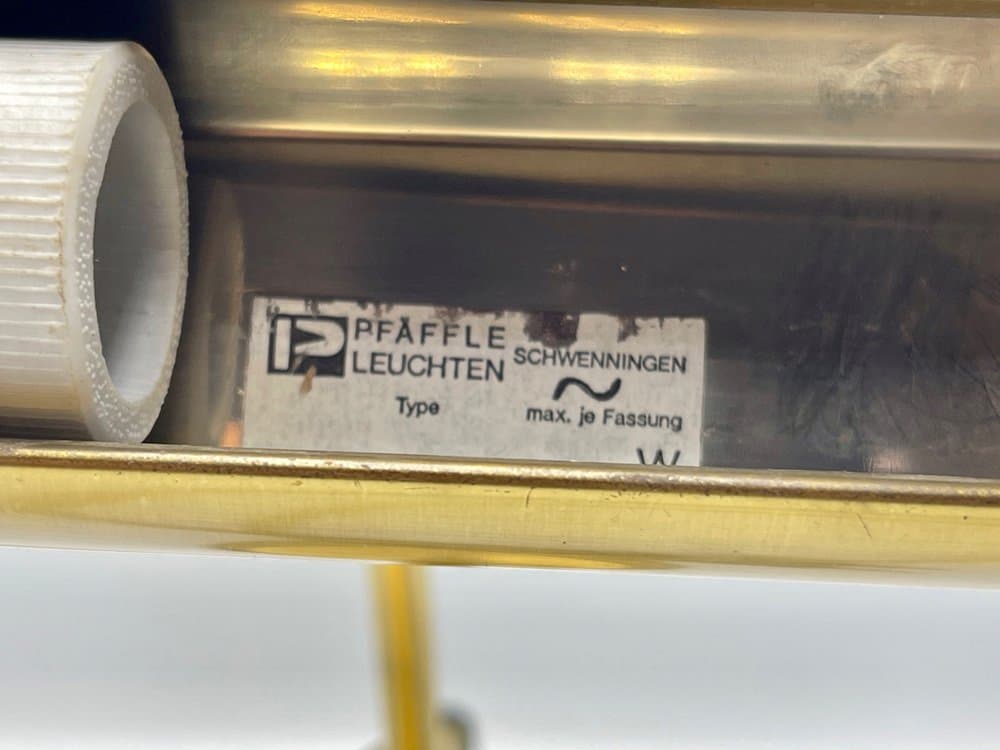 PFÄFFLE
LEUCHTEN
SCHWENNINGEN
~
Type
max. je Fassung
W